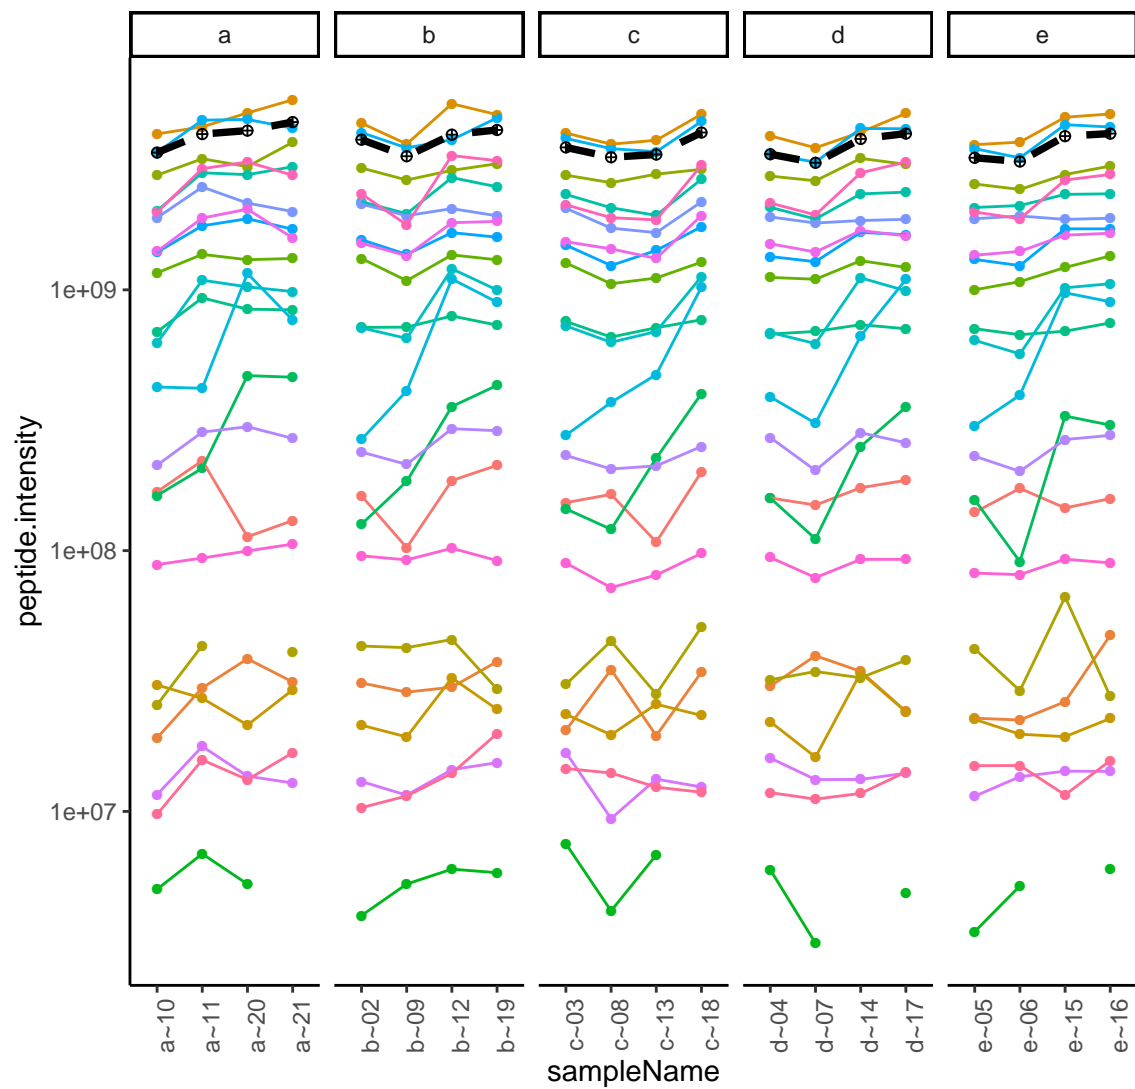 a b c d e
peptide.intensity
1e+09
1e+08
1e+07
a~10 a~11 a~20 a~21 b~02 b~09 b~12 b~19 c~03 c~08 c~13 c~18 d~04 d~07 d~14 d~17 e~05 e~06 e~15 e~16
sampleName